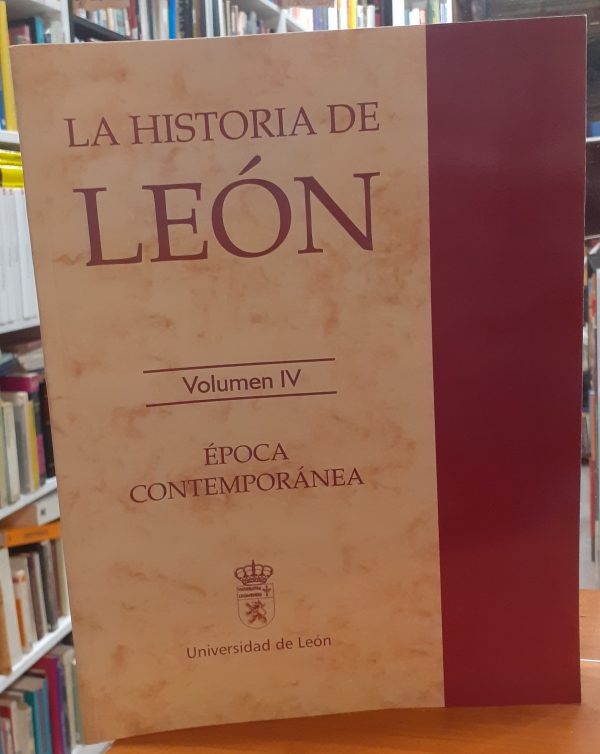 LA HISTORIA DE
LEÓN
Volumen IV
ÉPOCA
CONTEMPORÁNEA
Universidad de León